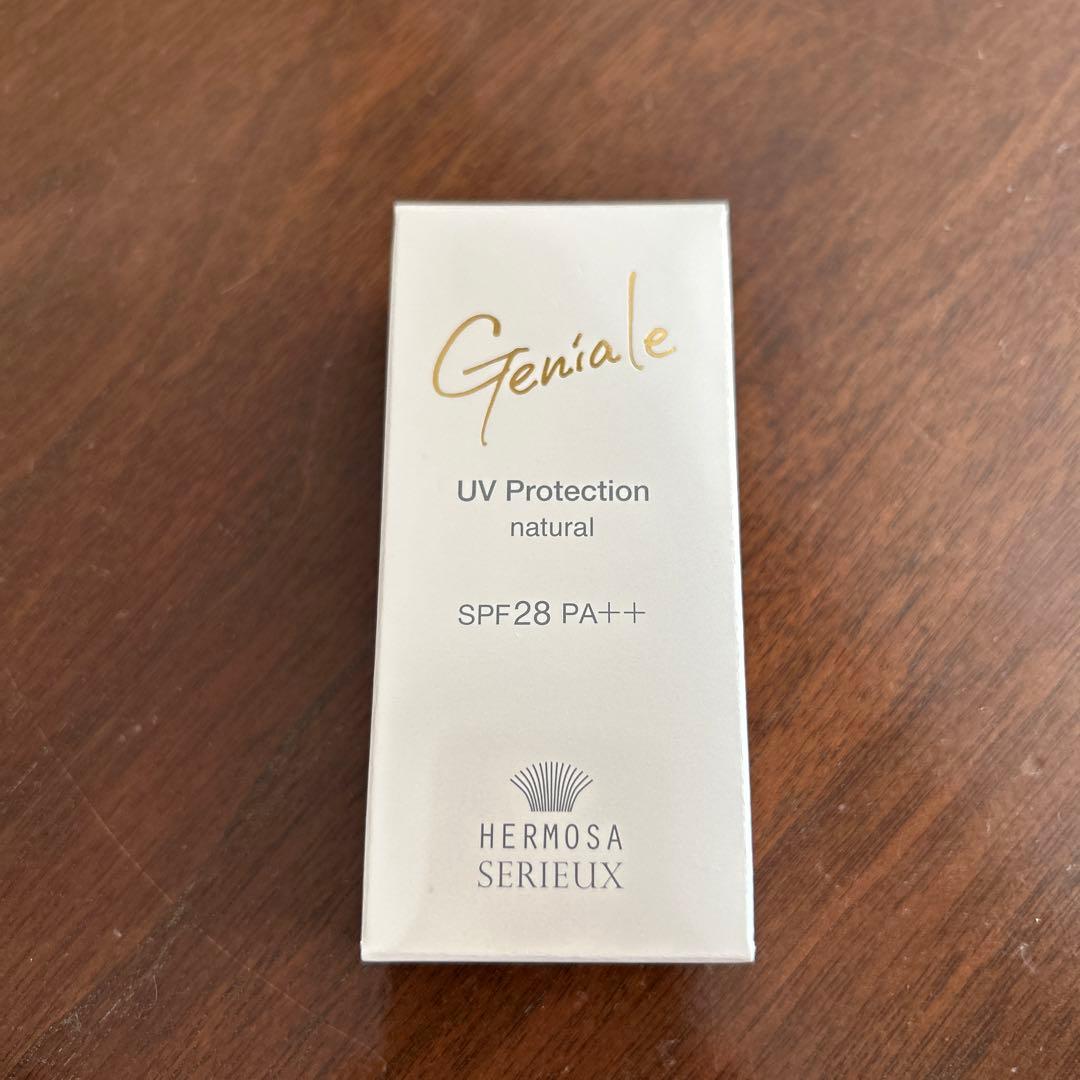 Geniale
UV Protection
natural
SPF28 PA++
HERMOSA
SERIEUX